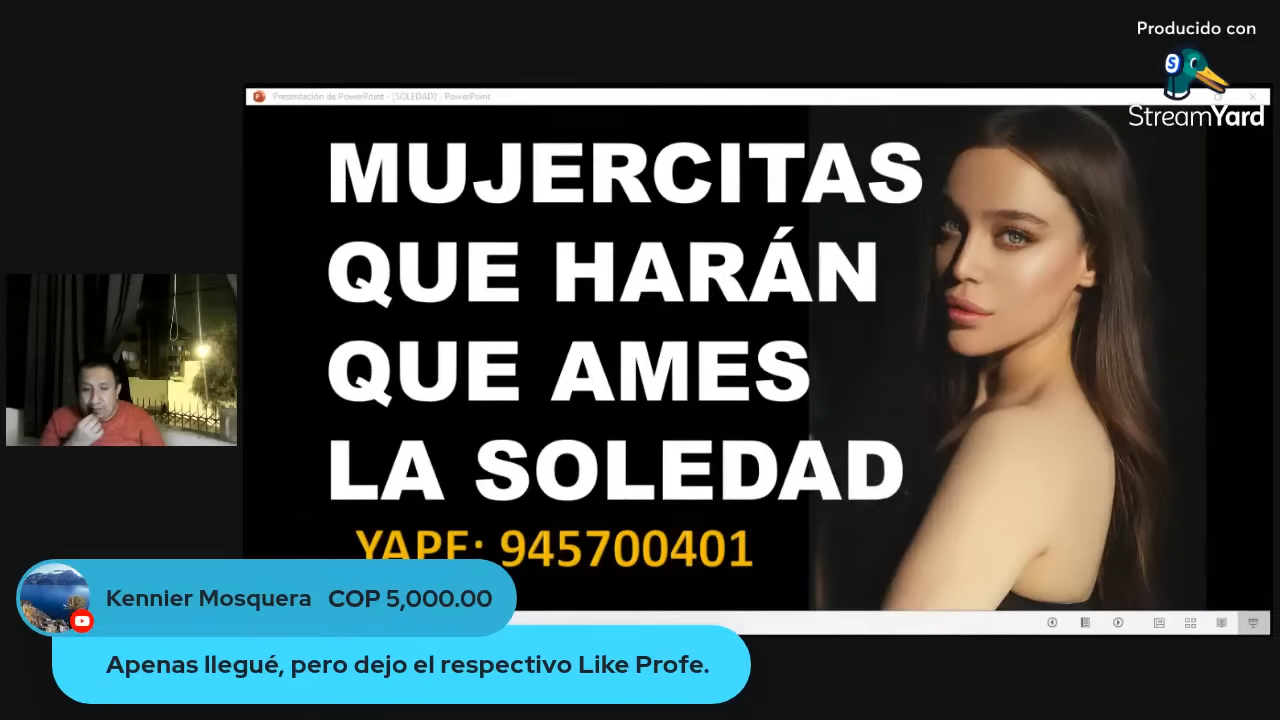 Producido con
StreamYard
Presentación de PowerPoint - [SOLEDAD] - PowerPoint
MUJERCITAS
QUE HARÁN
QUE AMES
LA SOLEDAD
YAPE: 945700401
Kennier Mosquera COP 5,000.00
Apenas llegué, pero dejo el respectivo Like Profe.